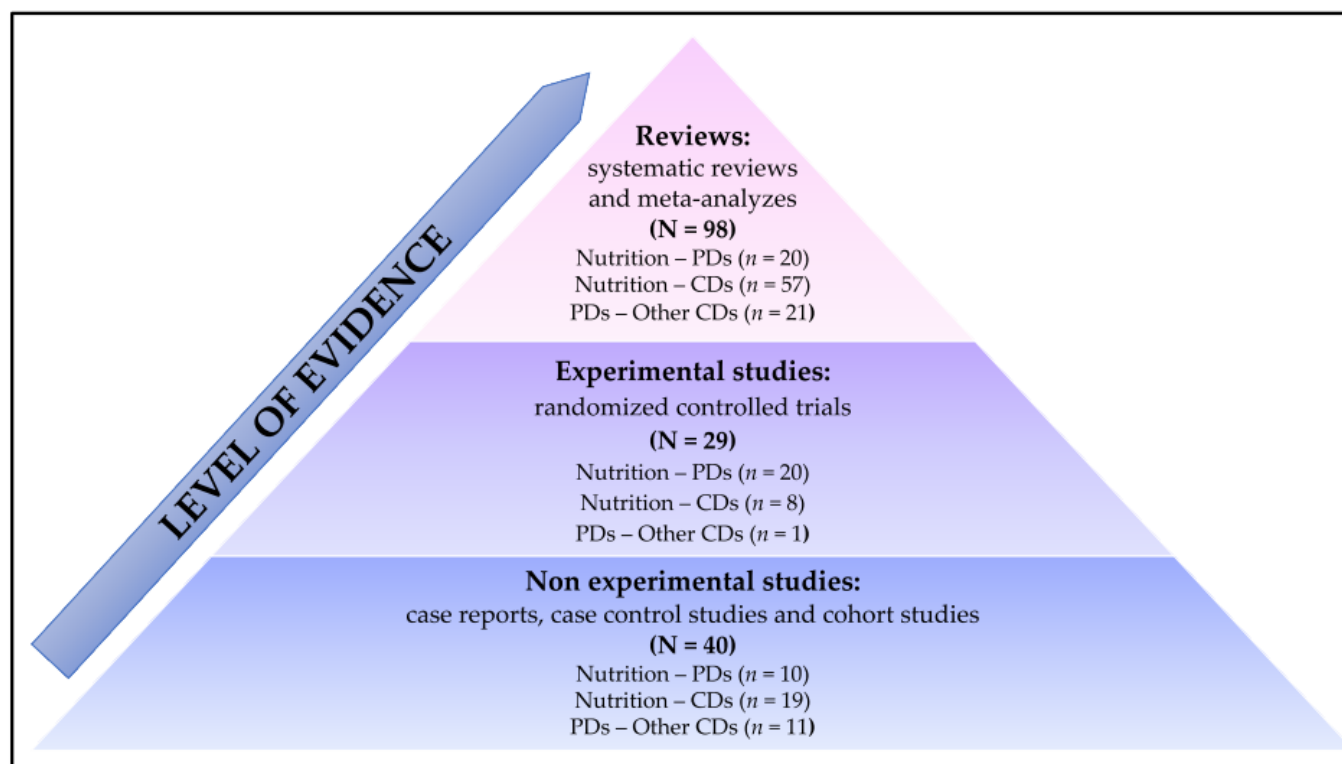 LEVEL OF EVIDENCE
Reviews:
systematic reviews
and meta-analyzes
(N = 98)
Nutrition – PDs (n = 20)
Nutrition – CDs (n = 57)
PDs – Other CDs (n = 21)
Experimental studies:
randomized controlled trials
(N = 29)
Nutrition – PDs (n = 20)
Nutrition – CDs (n = 8)
PDs – Other CDs (n = 1)
Non experimental studies:
case reports, case control studies and cohort studies
(N = 40)
Nutrition – PDs (n = 10)
Nutrition – CDs (n = 19)
PDs – Other CDs (n = 11)